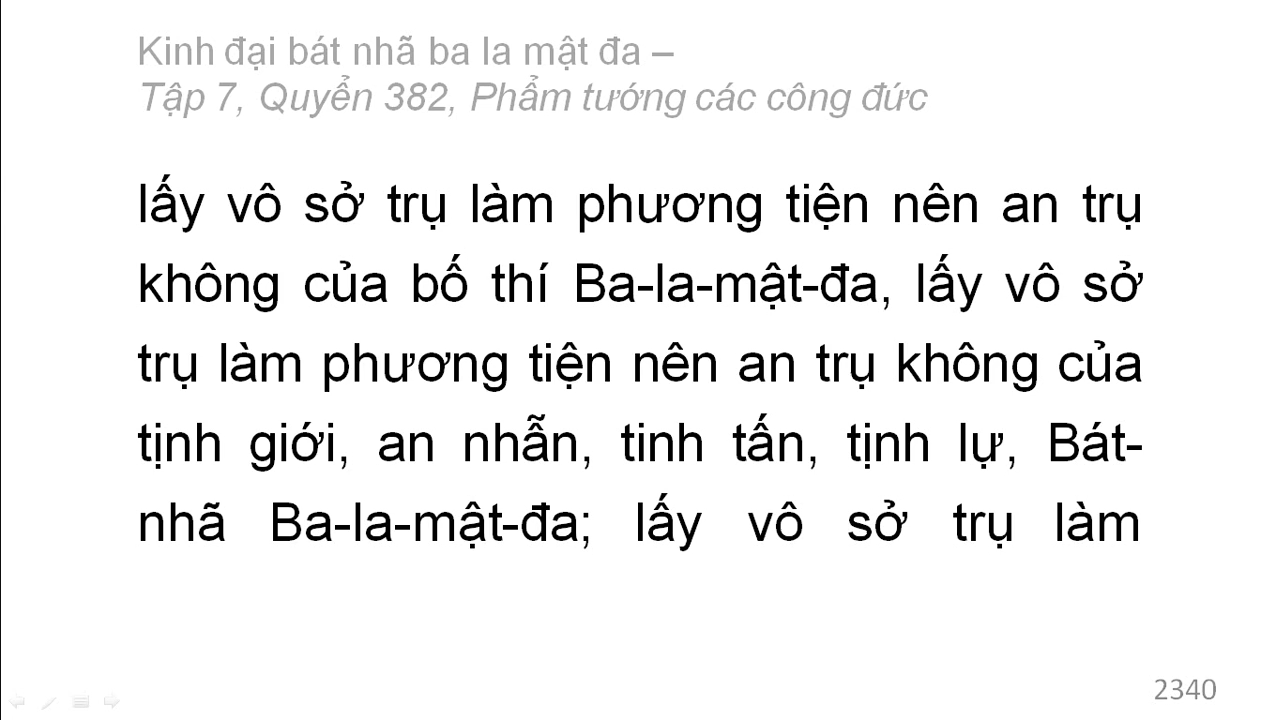 Kinh đại bát nhã ba la mật đa –
Tập 7, Quyển 382, Phẩm tướng các công đức
lấy vô sở trụ làm phương tiện nên an trụ
không của bố thí Ba-la-mật-đa, lấy vô sở
trụ làm phương tiện nên an trụ không của
tịnh giới, an nhẫn, tinh tấn, tịnh lự, Bát-
nhã Ba-la-mật-đa; lấy vô sở trụ làm
2340